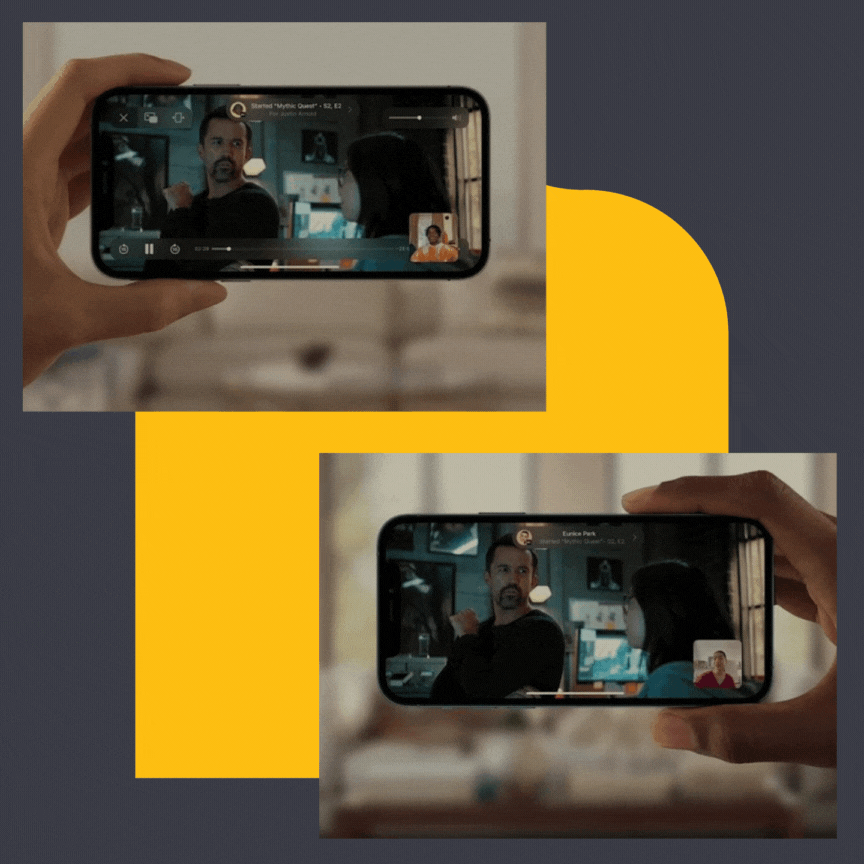 Started "Mythic Quest" • S2, E2
For Justin Arnold
02:28
Eunice Park
Started "Mythic Quest" • S2, E2